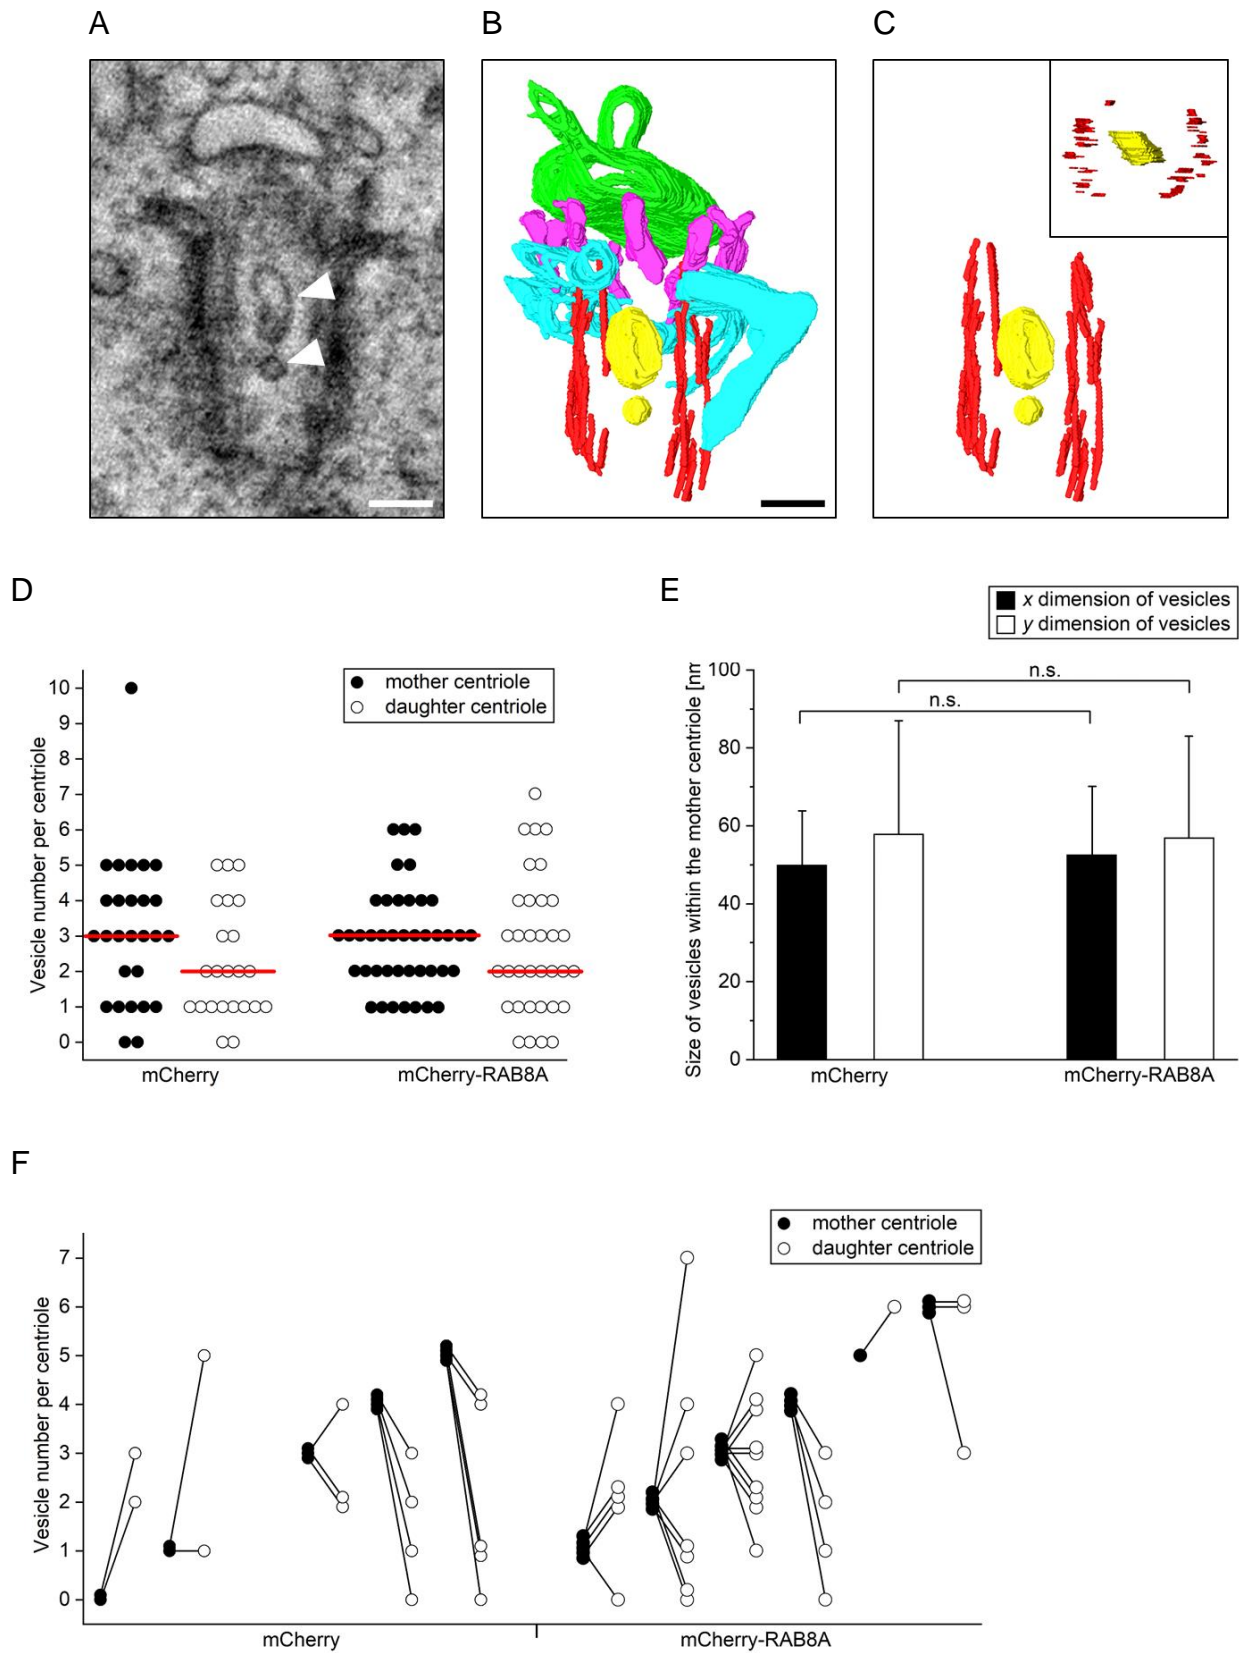 A
B
C
D
E
x dimension of vesicles
y dimension of vesicles
mother centriole
daughter centriole
Vesicle number per centriole
10
9
8
7
6
5
4
3
2
1
0
mCherry
mCherry-RAB8A
Size of vesicles within the mother centriole [nm
100
80
60
40
20
0
n.s.
n.s.
mCherry
mCherry-RAB8A
F
mother centriole
daughter centriole
Vesicle number per centriole
7
6
5
4
3
2
1
0
mCherry
mCherry-RAB8A